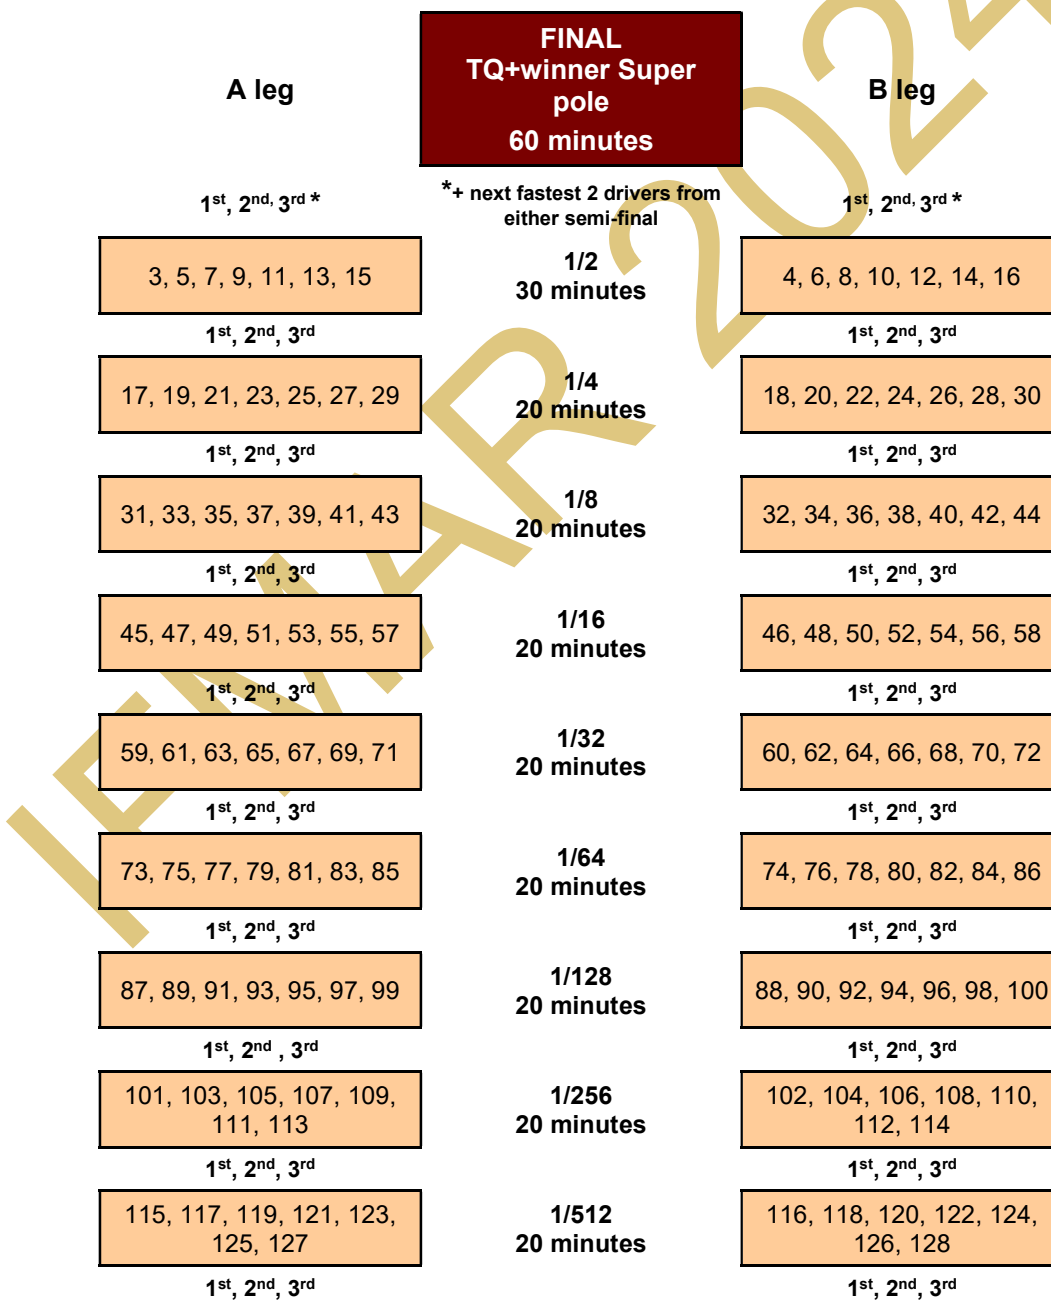 FINAL
TQ+winner Super
pole
60 minutes
A leg
B leg
1st, 2nd, 3rd *
*+ next fastest 2 drivers from
either semi-final
1st, 2nd, 3rd *
3, 5, 7, 9, 11, 13, 15
1/2
30 minutes
4, 6, 8, 10, 12, 14, 16
1st, 2nd, 3rd
1st, 2nd, 3rd
17, 19, 21, 23, 25, 27, 29
1/4
20 minutes
18, 20, 22, 24, 26, 28, 30
1st, 2nd, 3rd
1st, 2nd, 3rd
31, 33, 35, 37, 39, 41, 43
1/8
20 minutes
32, 34, 36, 38, 40, 42, 44
1st, 2nd, 3rd
1st, 2nd, 3rd
45, 47, 49, 51, 53, 55, 57
1/16
20 minutes
46, 48, 50, 52, 54, 56, 58
1st, 2nd, 3rd
1st, 2nd, 3rd
59, 61, 63, 65, 67, 69, 71
1/32
20 minutes
60, 62, 64, 66, 68, 70, 72
1st, 2nd, 3rd
1st, 2nd, 3rd
73, 75, 77, 79, 81, 83, 85
1/64
20 minutes
74, 76, 78, 80, 82, 84, 86
1st, 2nd, 3rd
1st, 2nd, 3rd
87, 89, 91, 93, 95, 97, 99
1/128
20 minutes
88, 90, 92, 94, 96, 98, 100
1st, 2nd , 3rd
1st, 2nd, 3rd
101, 103, 105, 107, 109,
111, 113
1/256
20 minutes
102, 104, 106, 108, 110,
112, 114
1st, 2nd, 3rd
1st, 2nd, 3rd
115, 117, 119, 121, 123,
125, 127
1/512
20 minutes
116, 118, 120, 122, 124,
126, 128
1st, 2nd, 3rd
1st, 2nd, 3rd
IFMAR 2024